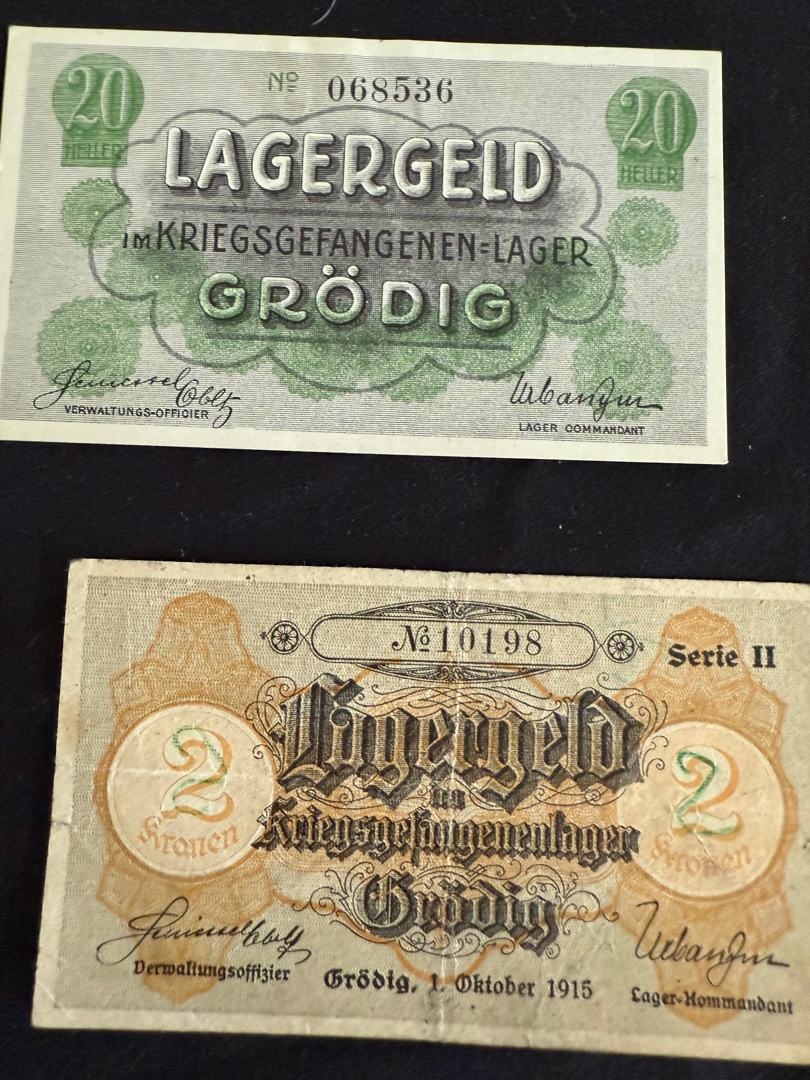 20 HELLER
Nº 068536
20 HELLER
LAGERGELD
IM KRIEGSGEFANGENEN=LAGER
GRÖDIG
VERWALTUNGS-OFFICIER
LAGER COMMANDANT
№ 10198
Serie II
Lagergeld
im
Kriegsgefangenenlager
Grödig
2 Kronen
2 Kronen
Verwaltungsoffizier
Grödig, 1. Oktober 1915
Lager-Kommandant